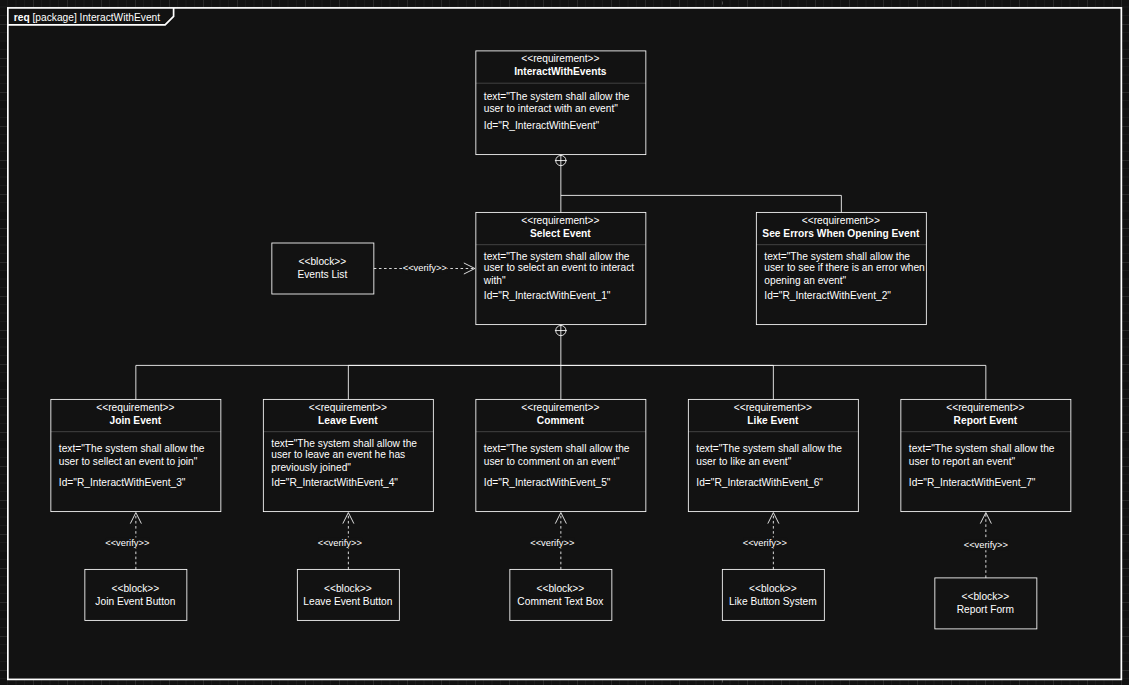 req [package] InteractWithEvent
<<requirement>>
InteractWithEvents
text="The system shall allow the
user to interact with an event"
Id="R_InteractWithEvent"
<<requirement>>
Select Event
text="The system shall allow the
user to select an event to interact
with"
Id="R_InteractWithEvent_1"
<<requirement>>
See Errors When Opening Event
text="The system shall allow the
user to see if there is an error when
opening an event"
Id="R_InteractWithEvent_2"
<<block>>
Events List
<<verify>>
<<requirement>>
Join Event
text="The system shall allow the
user to sellect an event to join"
Id="R_InteractWithEvent_3"
<<requirement>>
Leave Event
text="The system shall allow the
user to leave an event he has
previously joined"
Id="R_InteractWithEvent_4"
<<requirement>>
Comment
text="The system shall allow the
user to comment on an event"
Id="R_InteractWithEvent_5"
<<requirement>>
Like Event
text="The system shall allow the
user to like an event"
Id="R_InteractWithEvent_6"
<<requirement>>
Report Event
text="The system shall allow the
user to report an event"
Id="R_InteractWithEvent_7"
<<verify>>
<<verify>>
<<verify>>
<<verify>>
<<verify>>
<<block>>
Join Event Button
<<block>>
Leave Event Button
<<block>>
Comment Text Box
<<block>>
Like Button System
<<block>>
Report Form